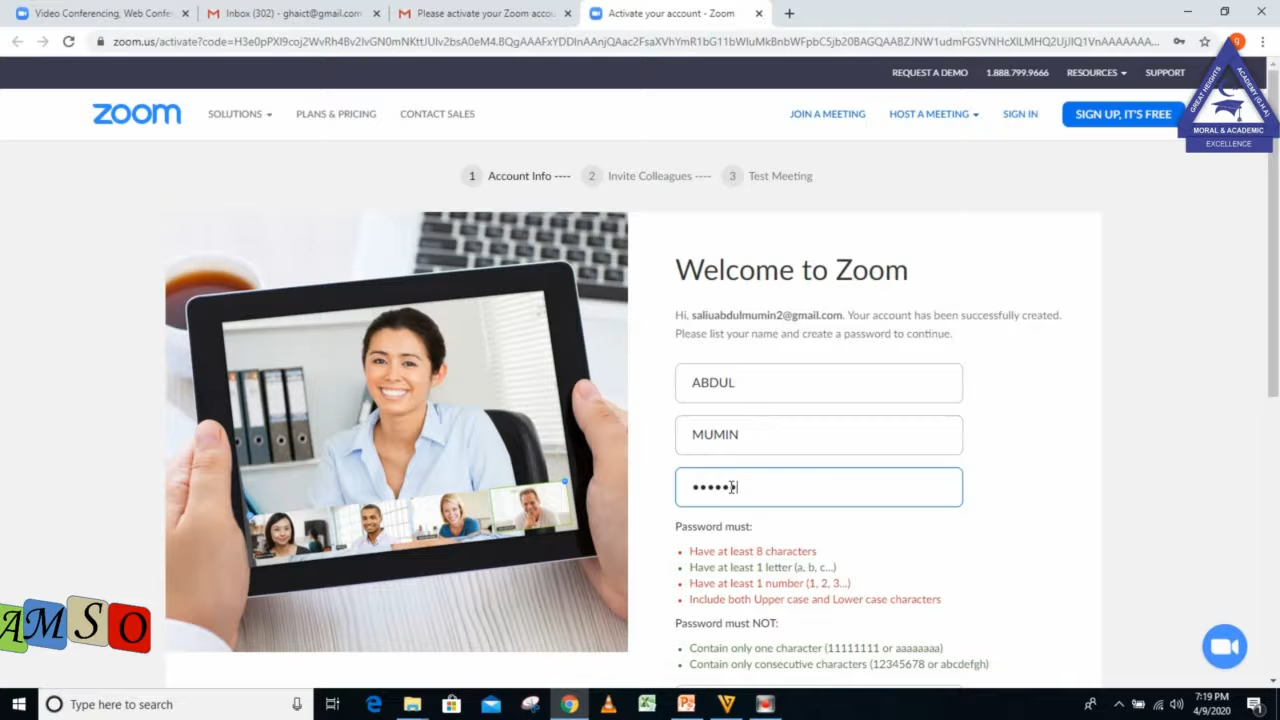 Video Conferencing, Web Confe
Inbox (302) - ghaict@gmail.com
Please activate your Zoom accou
Activate your account - Zoom
REQUEST A DEMO 1.888.799.9666 RESOURCES SUPPORT
zoom
SOLUTIONS PLANS & PRICING CONTACT SALES
JOIN A MEETING HOST A MEETING SIGN IN SIGN UP, IT'S FREE
GREAT HEIGHTS ACADEMY (G.H.A)
MORAL & ACADEMIC
EXCELLENCE
1 Account Info ---- 2 Invite Colleagues ---- 3 Test Meeting
Welcome to Zoom
Hi, saliuabdulmumin2@gmail.com. Your account has been successfully created.
Please list your name and create a password to continue.
ABDUL
MUMIN
Password must:
Have at least 8 characters
Have at least 1 letter (a, b, c...)
Have at least 1 number (1, 2, 3...)
Include both Upper case and Lower case characters
Password must NOT:
Contain only one character (11111111 or aaaaaaaa)
Contain only consecutive characters (12345678 or abcdefgh)
AMSO
Type here to search
7:19 PM
4/9/2020